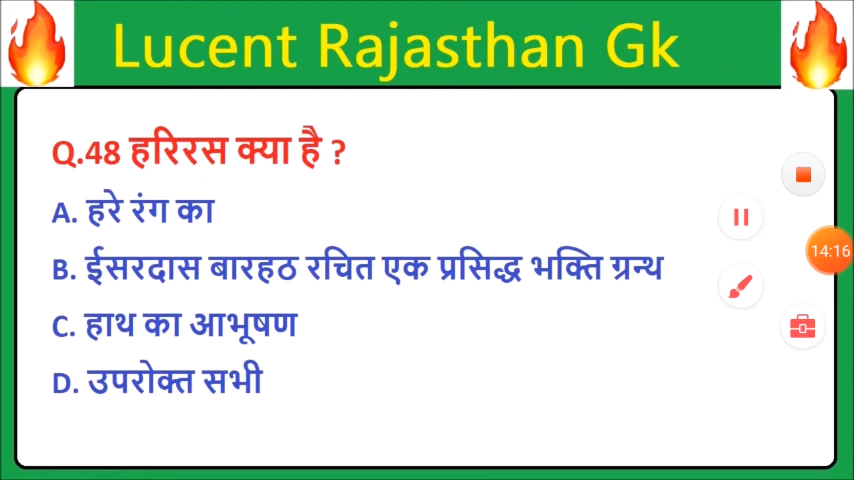 Lucent Rajasthan Gk
Q.48 हरिरस क्या है ?
A. हरे रंग का
B. ईसरदास बारहठ रचित एक प्रसिद्ध भक्ति ग्रन्थ
C. हाथ का आभूषण
D. उपरोक्त सभी
14:16